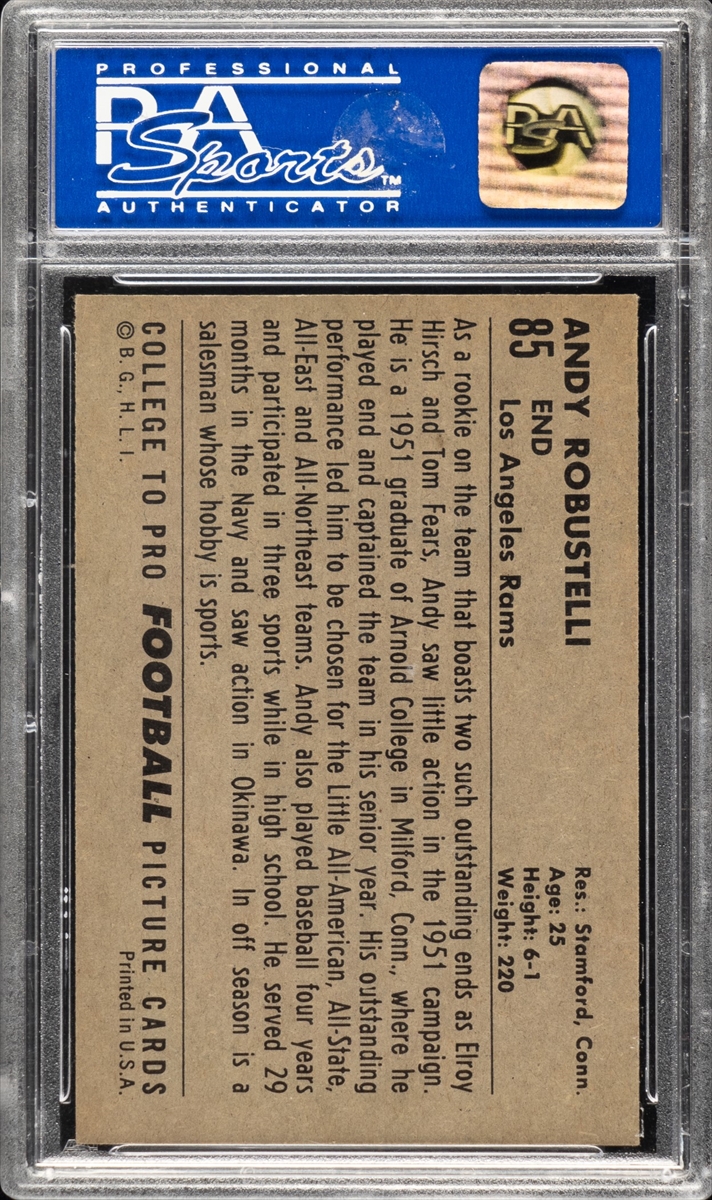 PROFESSIONAL
PSA
Sports™
AUTHENTICATOR
PSA
ANDY ROBUSTELLI
85 END
Los Angeles Rams
Res.: Stamford, Conn.
Age: 25
Height: 6-1
Weight: 220
As a rookie on the team that boasts two such outstanding ends as Elroy
Hirsch and Tom Fears, Andy saw little action in the 1951 campaign.
He is a 1951 graduate of Arnold College in Milford, Conn., where he
played end and captained the team in his senior year. His outstanding
performance led him to be chosen for the Little All-American, All-State,
All-East and All-Northeast teams. Andy also played baseball four years
and participated in three sports while in high school. He served 29
months in the Navy and saw action in Okinawa. In off season is a
salesman whose hobby is sports.
COLLEGE TO PRO FOOTBALL PICTURE CARDS
© B. G., H. L. I.
Printed in U.S.A.